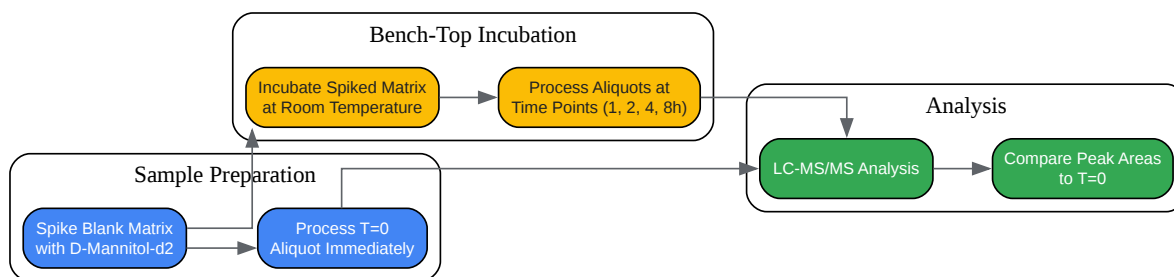 Bench-Top Incubation
Incubate Spiked Matrix
at Room Temperature
Process Aliquots at
Time Points (1, 2, 4, 8h)
Analysis
LC-MS/MS Analysis
Compare Peak Areas
to T=0
Sample Preparation
Spike Blank Matrix
with D-Mannitol-d2
Process T=0
Aliquot Immediately